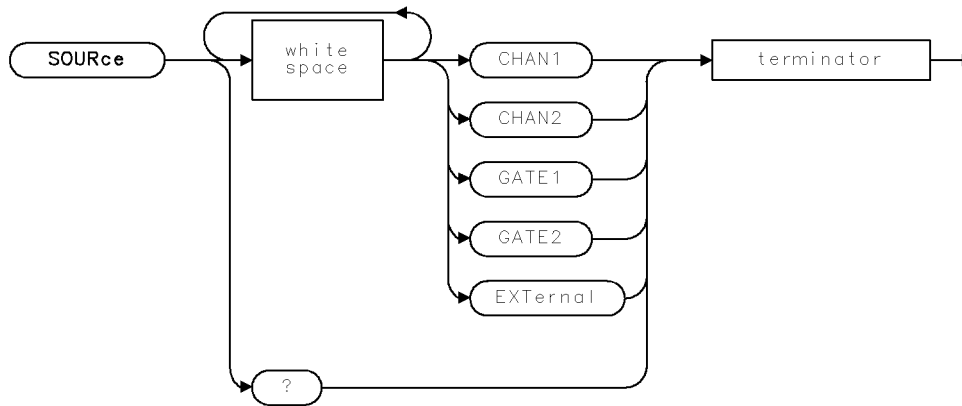 SOURce
white
space
CHAN1
CHAN2
GATE1
GATE2
EXTernal
?
terminator